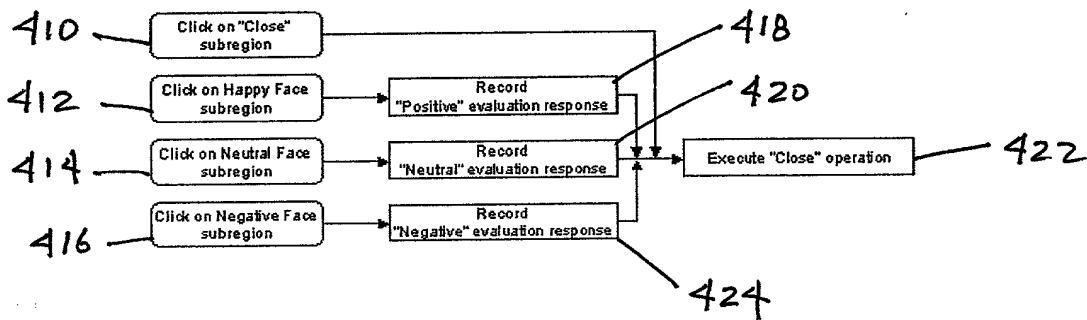 410
Click on "Close"
subregion
418
412
Click on Happy Face
subregion
Record
"Positive" evaluation response
420
414
Click on Neutral Face
subregion
Record
"Neutral" evaluation response
Execute "Close" operation
422
416
Click on Negative Face
subregion
Record
"Negative" evaluation response
424